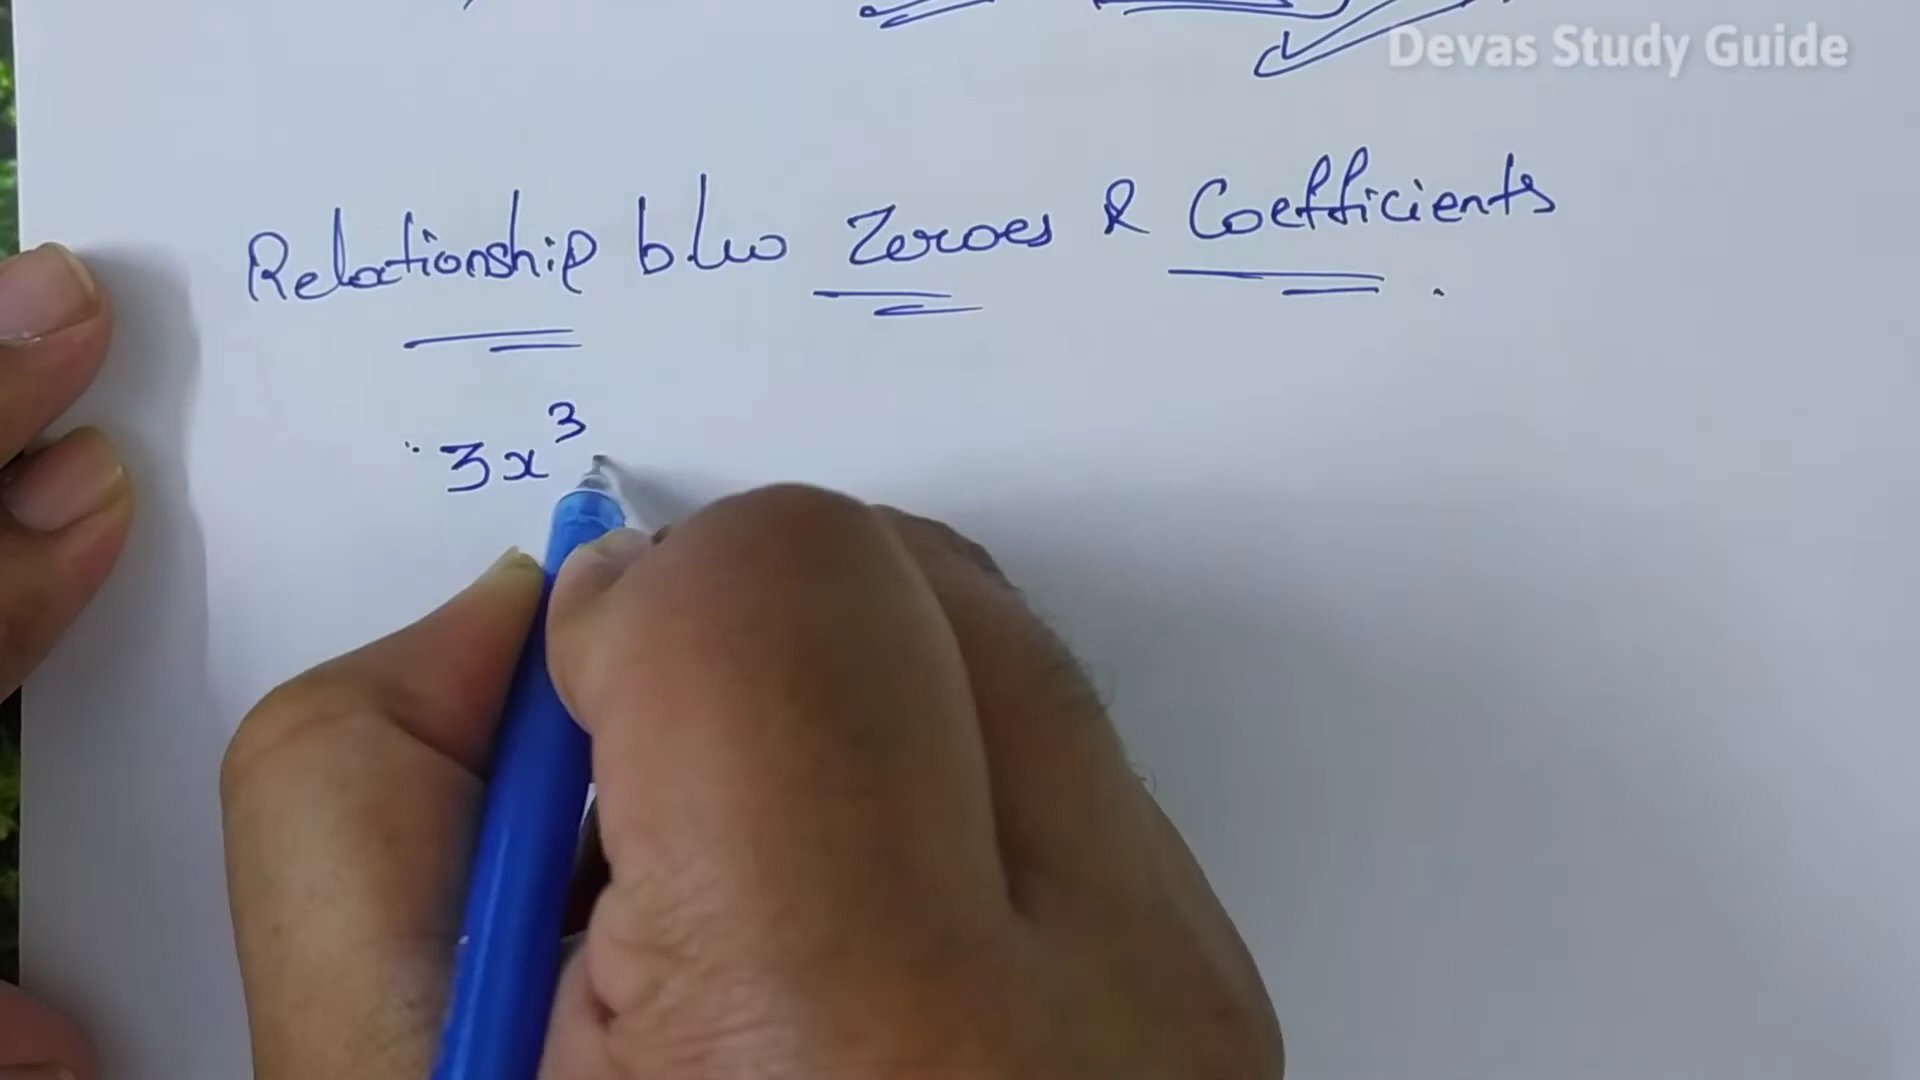 Devas Study Guide
Relationship b/w Zeroes & Coefficients.
3x³